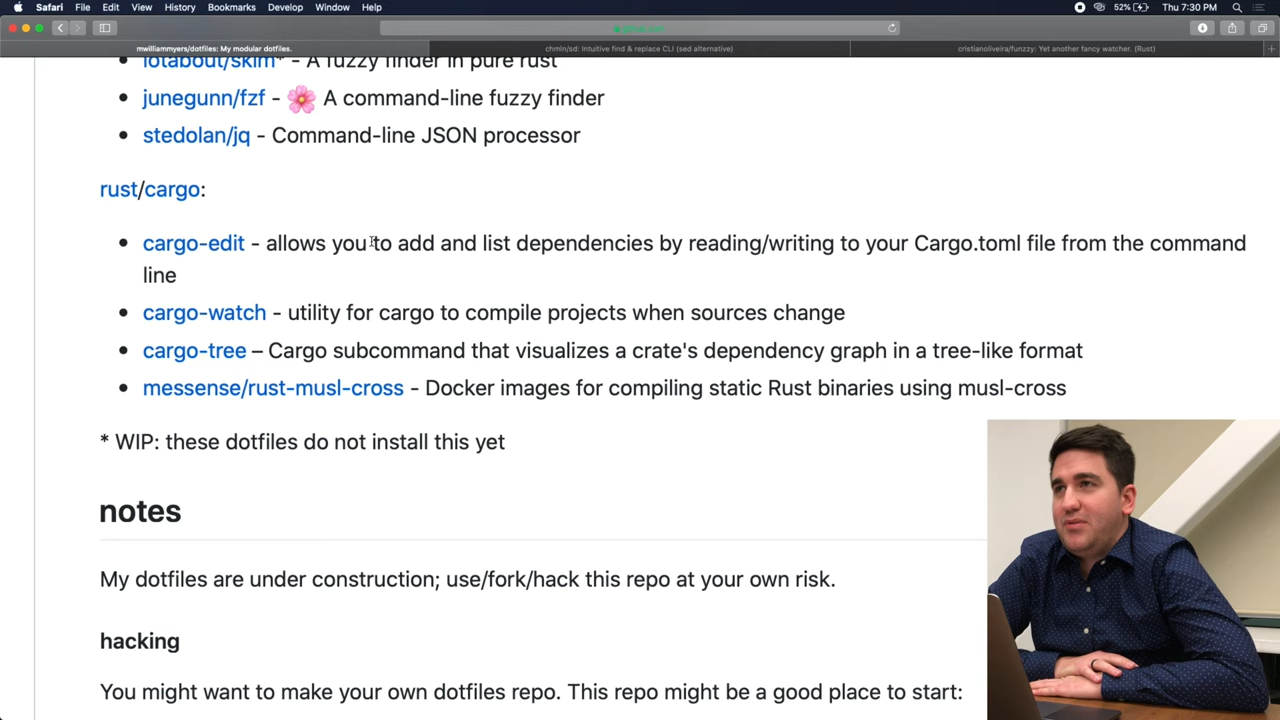 Safari File Edit View History Bookmarks Develop Window Help 52% Thu 7:30 PM
mwilliammyers/dotfiles: My modular dotfiles. chmln/sd: Intuitive find & replace CLI (sed alternative) cristianoliveira/funzzy: Yet another fancy watcher. (Rust)
lotabout/skim* - A fuzzy finder in pure rust
junegunn/fzf - 🌸 A command-line fuzzy finder
stedolan/jq - Command-line JSON processor
rust/cargo:
cargo-edit - allows you to add and list dependencies by reading/writing to your Cargo.toml file from the command
line
cargo-watch - utility for cargo to compile projects when sources change
cargo-tree – Cargo subcommand that visualizes a crate's dependency graph in a tree-like format
messense/rust-musl-cross - Docker images for compiling static Rust binaries using musl-cross
* WIP: these dotfiles do not install this yet
notes
My dotfiles are under construction; use/fork/hack this repo at your own risk.
hacking
You might want to make your own dotfiles repo. This repo might be a good place to start: